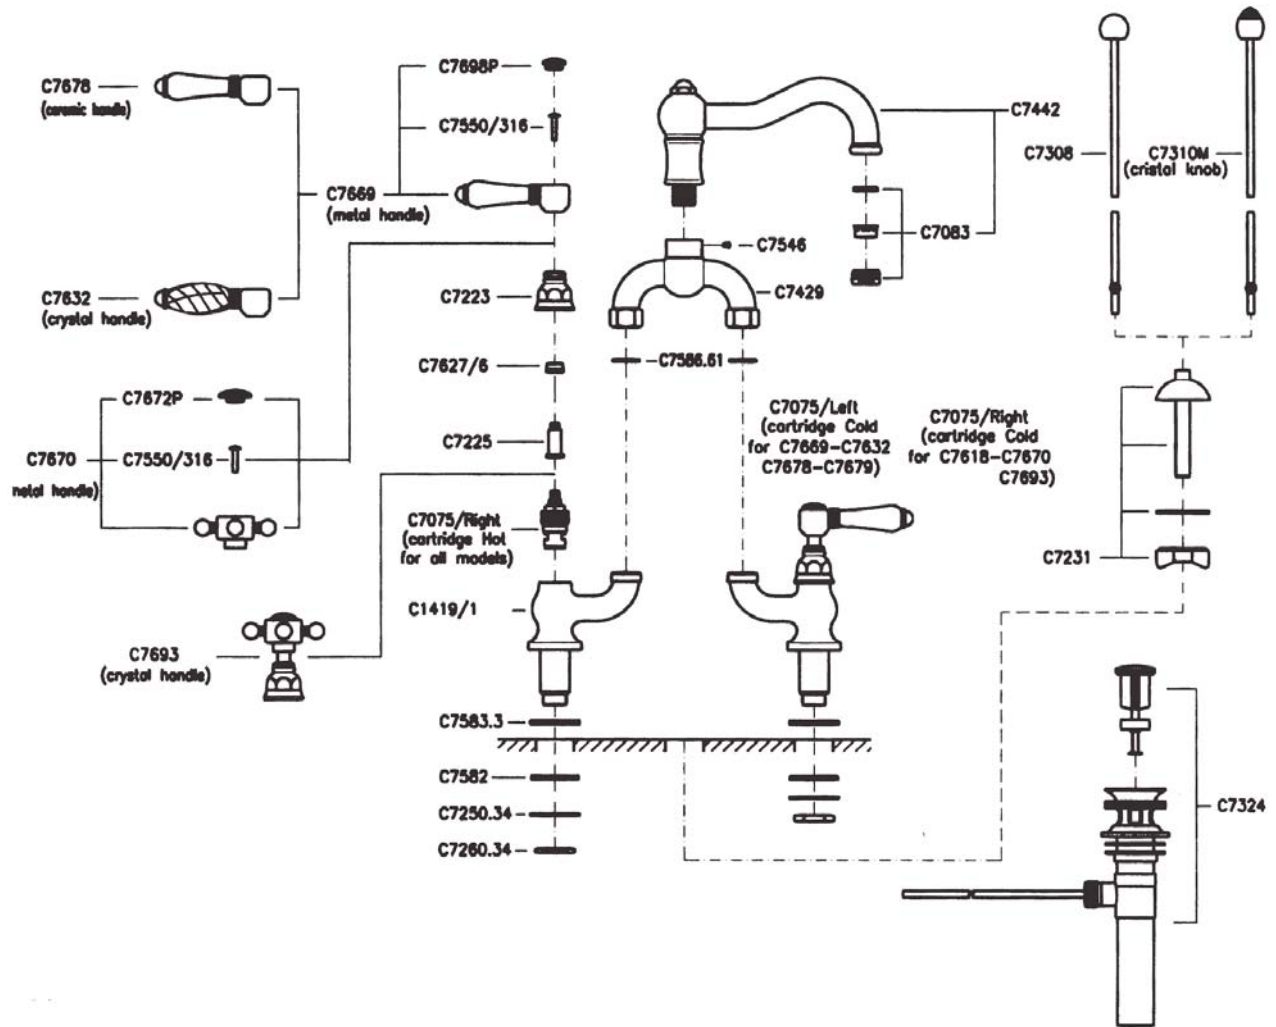 C7678
(ceramic handle)
C7698P
C7550/316
C7669
(metal handle)
C7442
C7308
C7310M
(cristal knob)
C7083
C7546
C7429
C7632
(crystal handle)
C7223
C7586.61
C7627/6
C7672P
C7225
C7670
C7550/316
metal handle)
C7075/Left
(cartridge Cold
for C7669-C7632
C7678-C7679)
C7075/Right
(cartridge Cold
for C7618-C7670
C7693)
C7075/Right
(cartridge Hot
for all models)
C7231
C1419/1
C7693
(crystal handle)
C7583.3
C7582
C7250.34
C7260.34
C7324